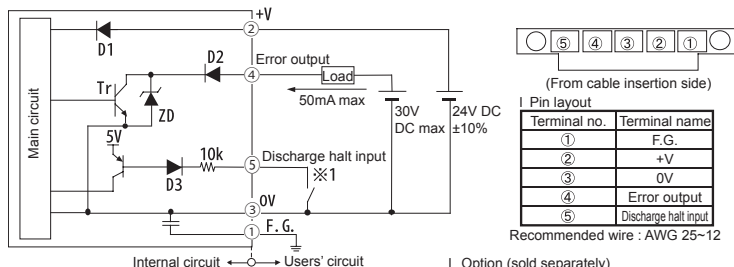 +V
②
D1
D2
Error output
④
Load
Tr
50mA max
ZD
30V
DC max
24V DC
±10%
Main circuit
5V
10k
Discharge halt input
⑤
※1
D3
0V
③
F.G.
①
Internal circuit
Users' circuit
⑤ ④ ③ ② ①
(From cable insertion side)
Pin layout
Terminal no. Terminal name
① F.G.
② +V
③ 0V
④ Error output
⑤ Discharge halt input
Recommended wire : AWG 25~12
Option (sold separately)